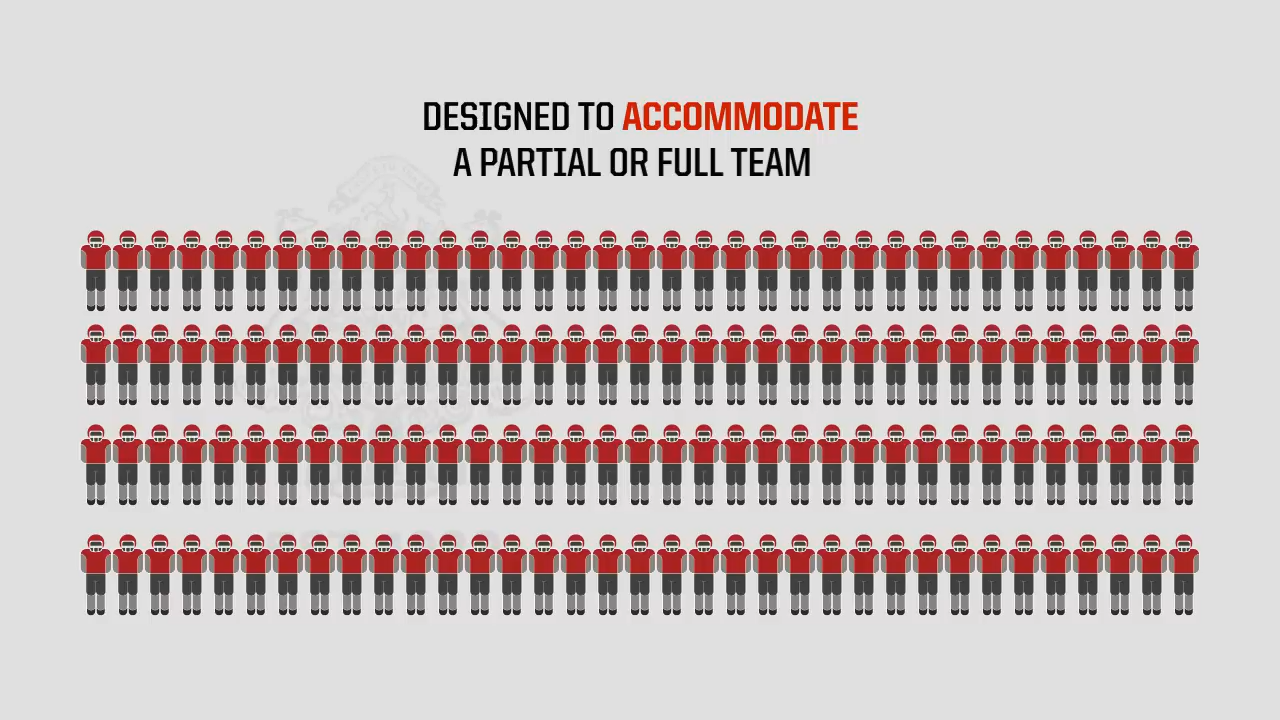 DESIGNED TO ACCOMMODATE
A PARTIAL OR FULL TEAM